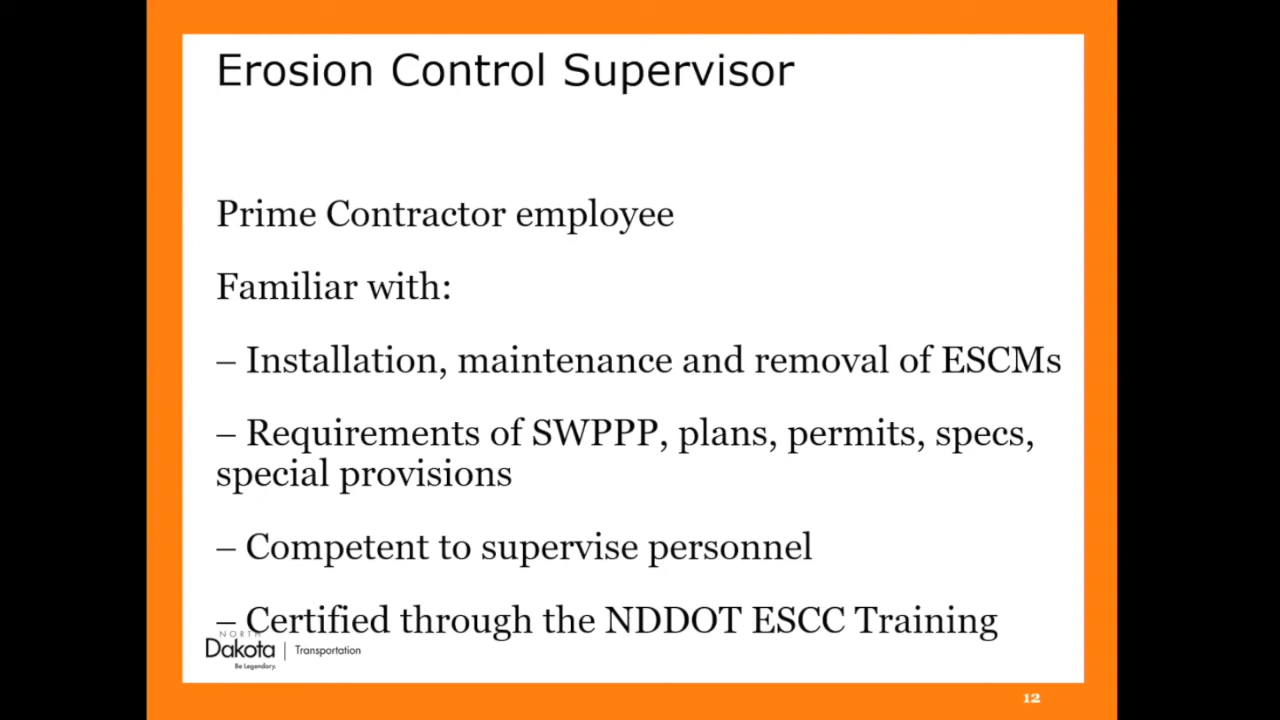 Erosion Control Supervisor
Prime Contractor employee
Familiar with:
– Installation, maintenance and removal of ESCMs
– Requirements of SWPPP, plans, permits, specs,
special provisions
– Competent to supervise personnel
– Certified through the NDDOT ESCC Training
NORTH
Dakota | Transportation
Be Legendary.
12